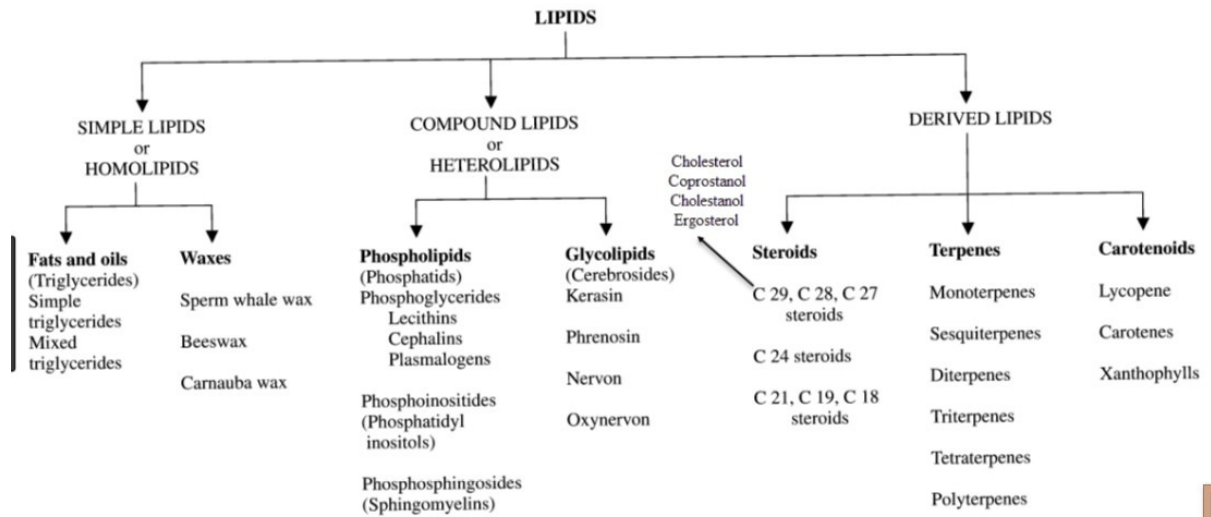 LIPIDS
SIMPLE LIPIDS
or
HOMOLIPIDS
Fats and oils
(Triglycerides)
Simple
triglycerides
Mixed
triglycerides
Waxes
Sperm whale wax
Beeswax
Carnauba wax
COMPOUND LIPIDS
or
HETEROLIPIDS
Phospholipids
(Phosphatids)
Phosphoglycerides
Lecithins
Cephalins
Plasmalogens
Phosphoinositides
(Phosphatidyl
inositols)
Phosphosphingosides
(Sphingomyelins)
Glycolipids
(Cerebrosides)
Kerasin
Phrenosin
Nervon
Oxynervon
DERIVED LIPIDS
Cholesterol
Coprostanol
Cholestanol
Ergosterol
Steroids
C 29, C 28, C 27
steroids
C 24 steroids
C 21, C 19, C 18
steroids
Terpenes
Monoterpenes
Sesquiterpenes
Diterpenes
Triterpenes
Tetraterpenes
Polyterpenes
Carotenoids
Lycopene
Carotenes
Xanthophylls